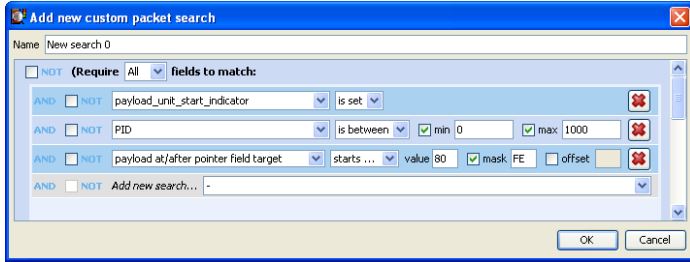 Add new custom packet search
Name New search 0
NOT (Require All fields to match:
AND NOT payload_unit_start_indicator is set
AND NOT PID is between min 0 max 1000
AND NOT payload at/after pointer field target starts ... value 80 mask FE offset
AND NOT Add new search... -
OK Cancel